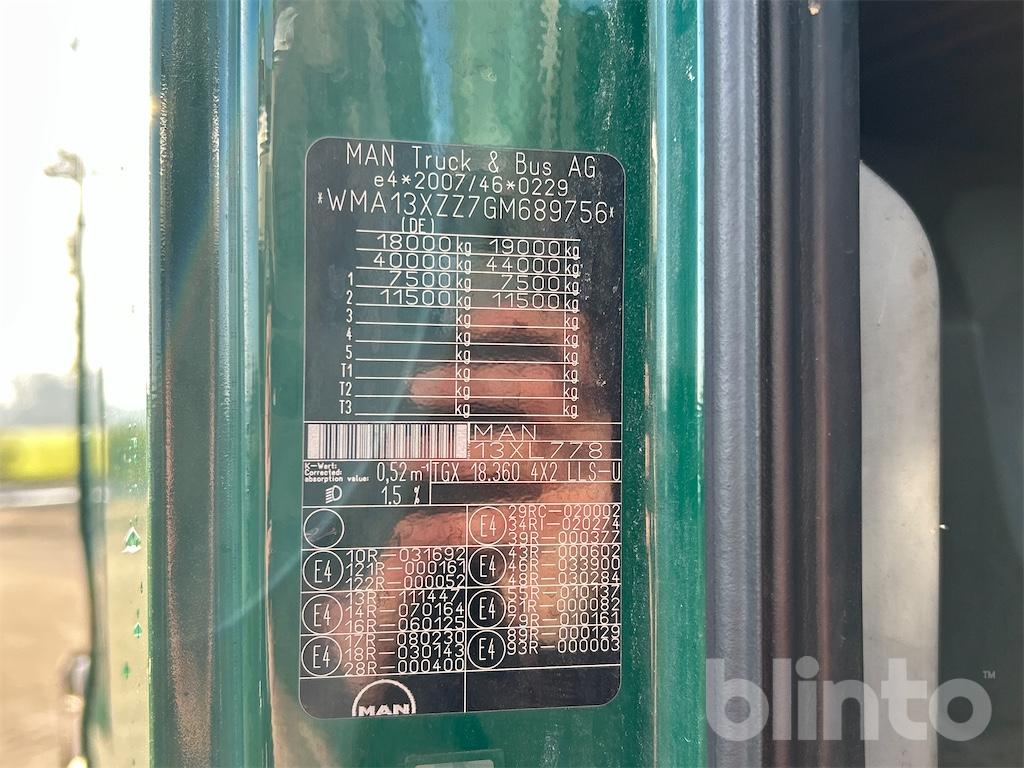 MAN Truck & Bus AG
e4*2007/46*0229
*WMA13XZZ7GM689756*
(DE)
18000 kg 19000 kg
40000 kg 44000 kg
1 7500 kg 7500 kg
2 11500 kg 11500 kg
3 kg kg
4 kg kg
5 kg kg
T1 kg kg
T2 kg kg
T3 kg kg
MAN
13XL778
K-Wert:
Corrected
absorption value: 0,52 m⁻¹ TGX 18.360 4X2 LLS-U
1.5 %
E4 29RC-020002
34RT-020274
39R-000377
E4 10R-031692
121R-000161
122R-000052
E4 43R-000602
46R-033900
48R-030284
E4 13R-111447
14R-070164
16R-060125
E4 55R-010137
61R-000082
79R-010161
E4 17R-080230
18R-030143
28R-000400
E4 89R-000129
93R-000003
MAN
blinto™